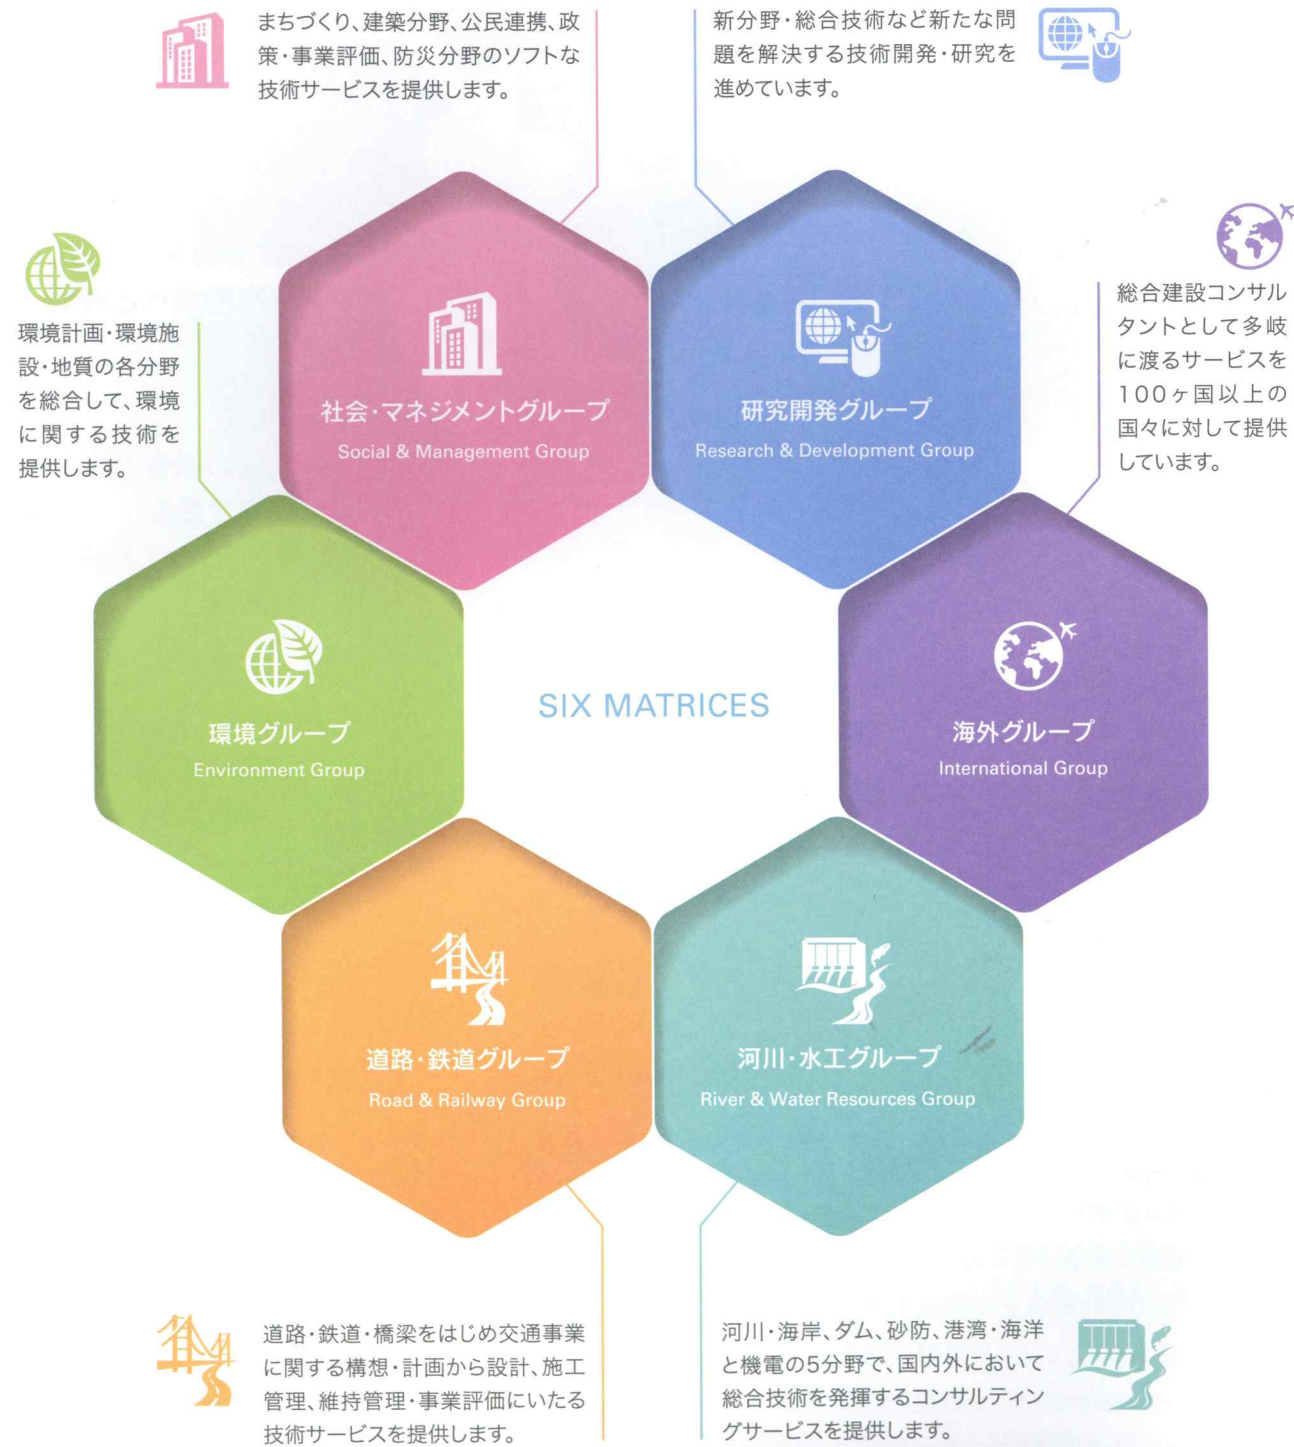 まちづくり、建築分野、公民連携、政
策・事業評価、防災分野のソフトな
技術サービスを提供します。
新分野・総合技術など新たな問
題を解決する技術開発・研究を
進めています。
環境計画・環境施
設・地質の各分野
を総合して、環境
に関する技術を
提供します。
総合建設コンサル
タントとして多岐
に渡るサービスを
100ヶ国以上の
国々に対して提供
しています。
社会・マネジメントグループ
Social & Management Group
研究開発グループ
Research & Development Group
環境グループ
Environment Group
SIX MATRICES
海外グループ
International Group
道路・鉄道グループ
Road & Railway Group
河川・水工グループ
River & Water Resources Group
道路・鉄道・橋梁をはじめ交通事業
に関する構想・計画から設計、施工
管理、維持管理・事業評価にいたる
技術サービスを提供します。
河川・海岸、ダム、砂防、港湾・海洋
と機電の5分野で、国内外において
総合技術を発揮するコンサルティン
グサービスを提供します。